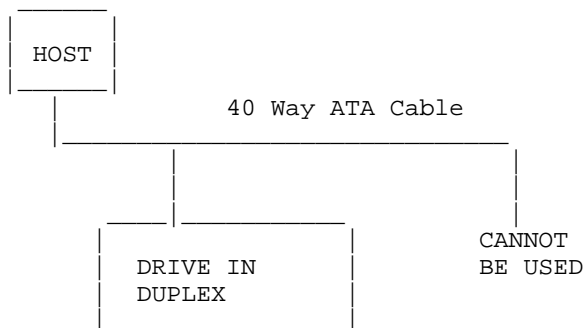 HOST
40 Way ATA Cable
CANNOT
BE USED
DRIVE IN
DUPLEX